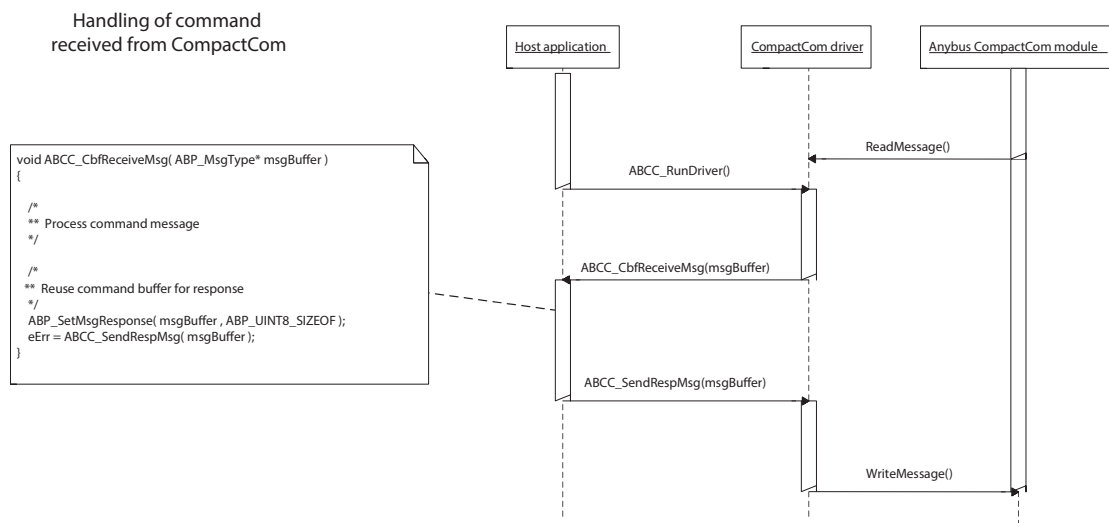 Handling of command
received from CompactCom
Host application
CompactCom driver
Anybus CompactCom module
void ABCC_CbfReceiveMsg( ABP_MsgType* msgBuffer )
{
/*
** Process command message
*/
/*
** Reuse command buffer for response
*/
ABP_SetMsgResponse( msgBuffer , ABP_UINT8_SIZEOF );
eErr = ABCC_SendRespMsg( msgBuffer );
}
ReadMessage()
ABCC_RunDriver()
ABCC_CbfReceiveMsg(msgBuffer)
ABCC_SendRespMsg(msgBuffer)
WriteMessage()